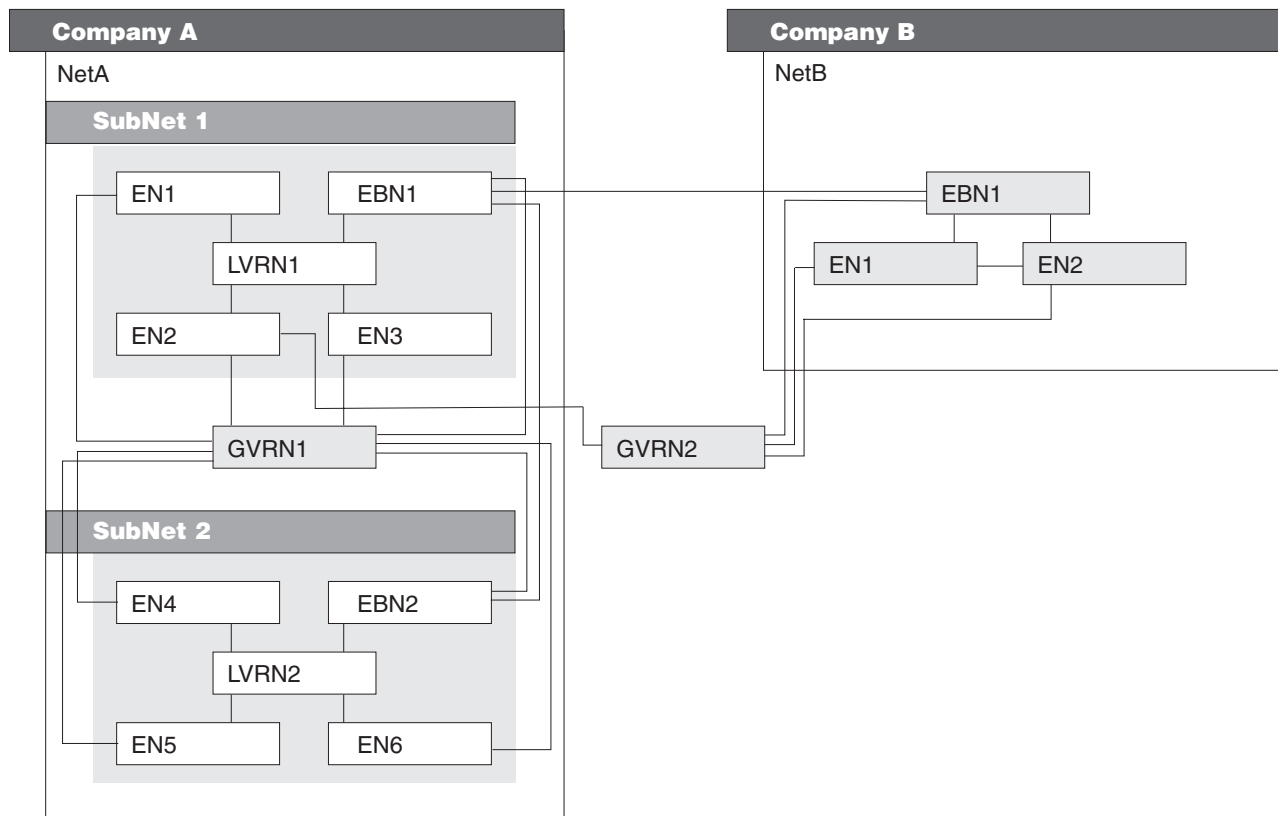 Company A
Company B
NetA
NetB
SubNet 1
EN1
EBN1
EBN1
LVRN1
EN1
EN2
EN2
EN3
GVRN1
GVRN2
SubNet 2
EN4
EBN2
LVRN2
EN5
EN6